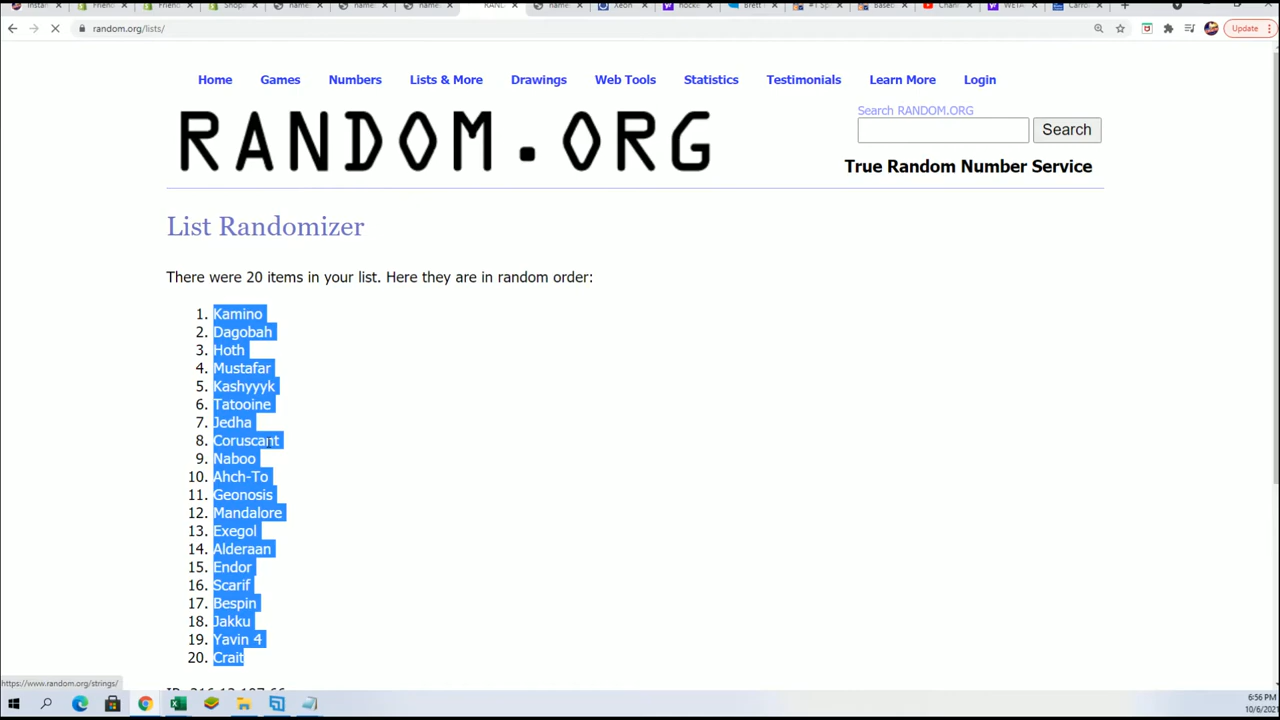 random.org/lists/
Update
Home Games Numbers Lists & More Drawings Web Tools Statistics Testimonials Learn More Login
RANDOM.ORG
Search RANDOM.ORG
Search
True Random Number Service
List Randomizer
There were 20 items in your list. Here they are in random order:
1. Kamino
2. Dagobah
3. Hoth
4. Mustafar
5. Kashyyyk
6. Tatooine
7. Jedha
8. Coruscant
9. Naboo
10. Ahch-To
11. Geonosis
12. Mandalore
13. Exegol
14. Alderaan
15. Endor
16. Scarif
17. Bespin
18. Jakku
19. Yavin 4
20. Crait
https://www.random.org/strings/
6:56 PM